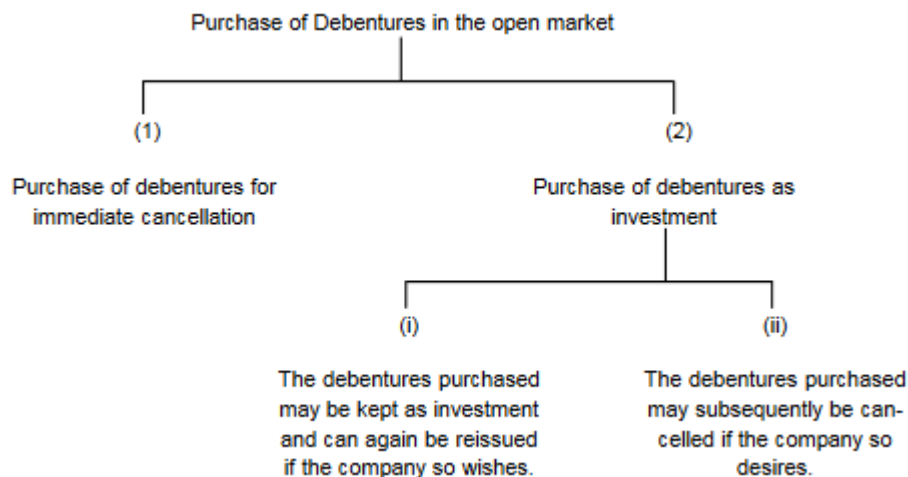 Purchase of Debentures in the open market
(1)
(2)
Purchase of debentures for
immediate cancellation
Purchase of debentures as
investment
(i)
(ii)
The debentures purchased
may be kept as investment
and can again be reissued
if the company so wishes.
The debentures purchased
may subsequently be can-
celled if the company so
desires.